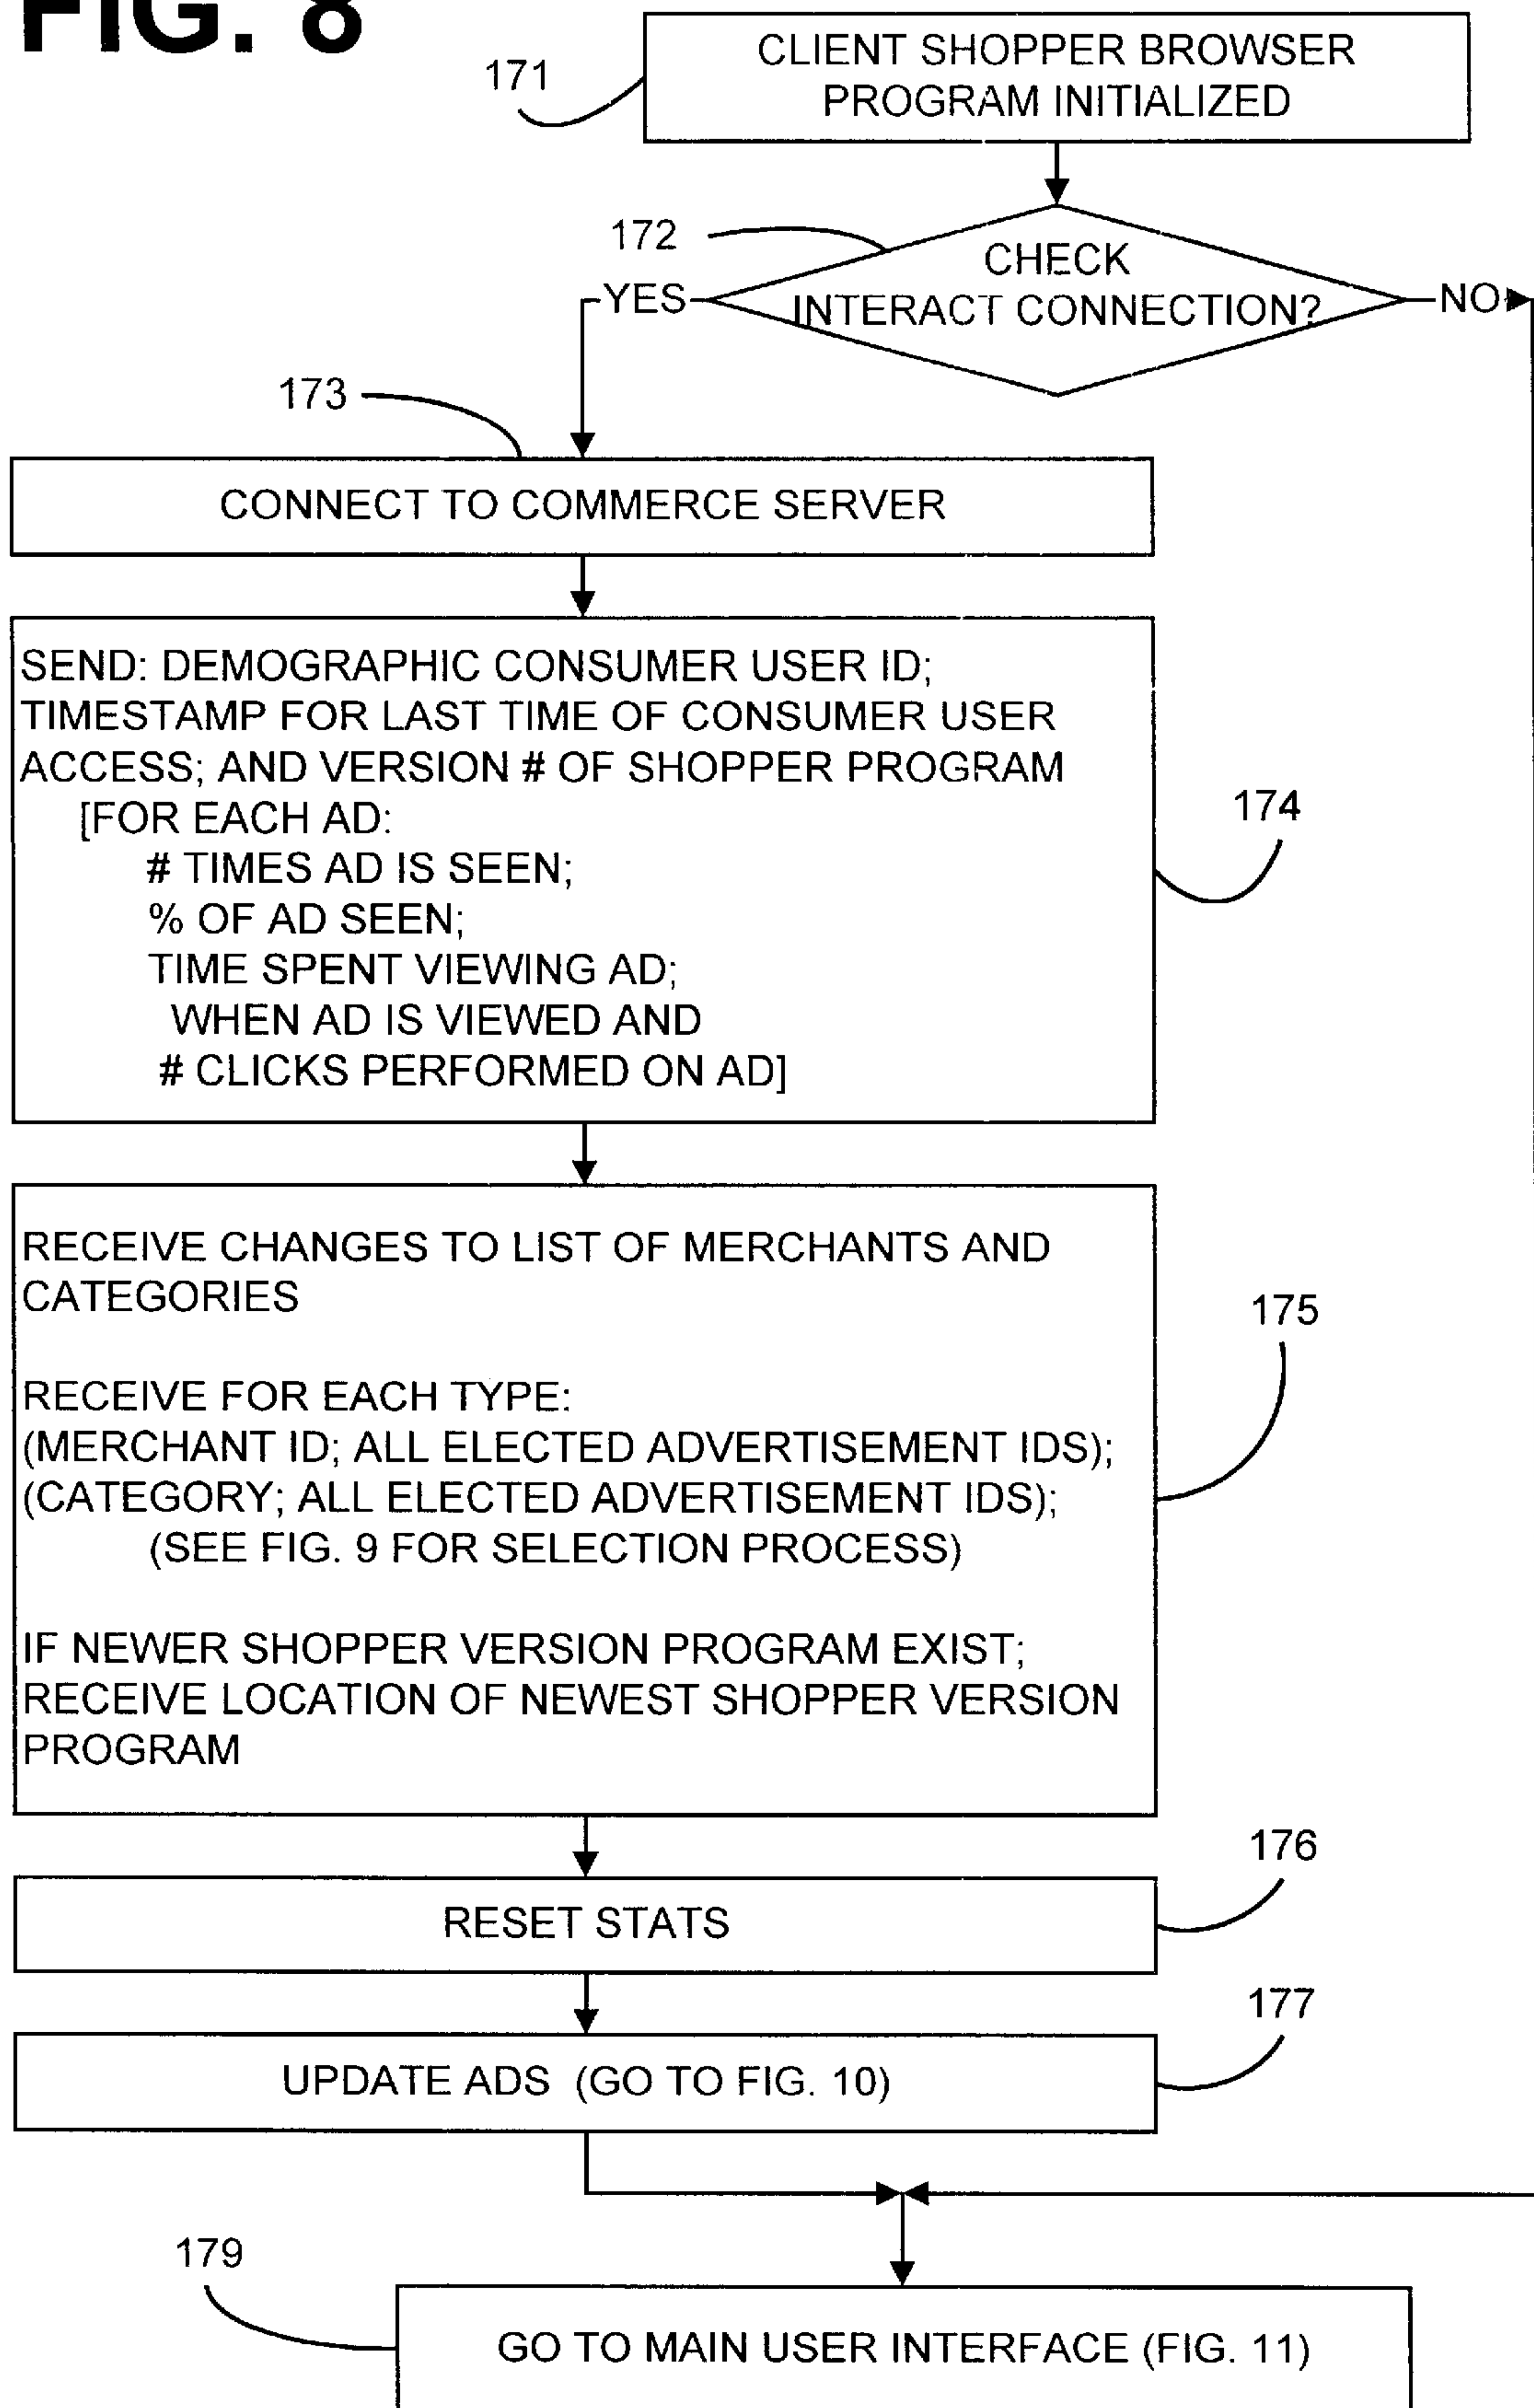 FIG. 8
171
CLIENT SHOPPER BROWSER
PROGRAM INITIALIZED
172
CHECK
INTERACT CONNECTION?
YES
NO
173
CONNECT TO COMMERCE SERVER
SEND: DEMOGRAPHIC CONSUMER USER ID;
TIMESTAMP FOR LAST TIME OF CONSUMER USER
ACCESS; AND VERSION # OF SHOPPER PROGRAM
[FOR EACH AD:
# TIMES AD IS SEEN;
% OF AD SEEN;
TIME SPENT VIEWING AD;
WHEN AD IS VIEWED AND
# CLICKS PERFORMED ON AD]
174
RECEIVE CHANGES TO LIST OF MERCHANTS AND
CATEGORIES
RECEIVE FOR EACH TYPE:
(MERCHANT ID; ALL ELECTED ADVERTISEMENT IDS);
(CATEGORY; ALL ELECTED ADVERTISEMENT IDS);
(SEE FIG. 9 FOR SELECTION PROCESS)
IF NEWER SHOPPER VERSION PROGRAM EXIST;
RECEIVE LOCATION OF NEWEST SHOPPER VERSION
PROGRAM
175
RESET STATS
176
UPDATE ADS (GO TO FIG. 10)
177
179
GO TO MAIN USER INTERFACE (FIG. 11)